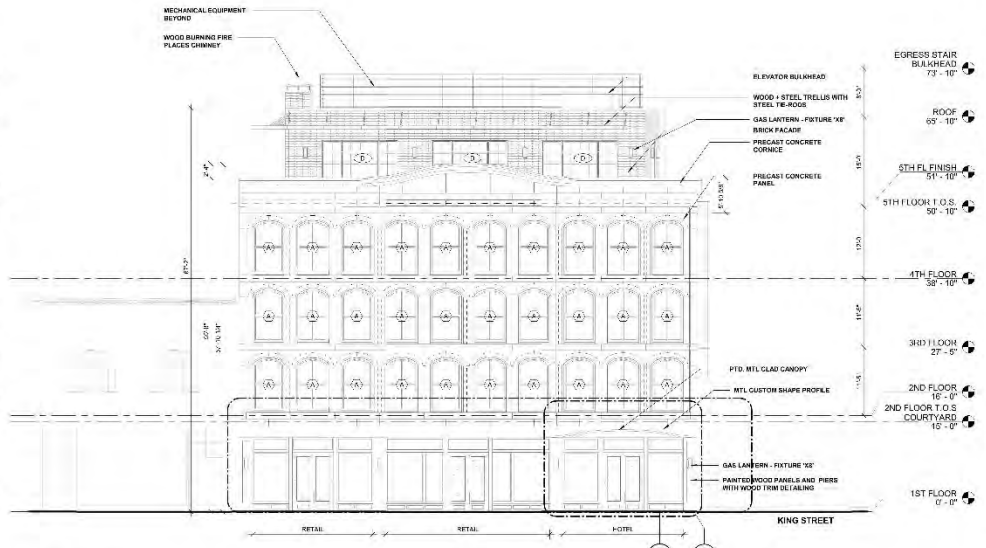 MECHANICAL EQUIPMENT
BEYOND
WOOD BURNING FIRE
PLACES CHIMNEY
ELEVATOR BULKHEAD
WOOD + STEEL TRELLIS WITH
STEEL TIE-RODS
GAS LANTERN - FIXTURE 'X8'
BRICK FACADE
PRECAST CONCRETE
CORNICE
PRECAST CONCRETE
PANEL
EGRESS STAIR
BULKHEAD
73' - 10"
ROOF
65' - 10"
5TH FL FINISH
51' - 10"
5TH FLOOR T.O.S.
50' - 10"
4TH FLOOR
38' - 10"
3RD FLOOR
27' - 5"
2ND FLOOR
16' - 0"
2ND FLOOR T.O.S
COURTYARD
15' - 0"
1ST FLOOR
0' - 0"
D D D
2'-4"
A A A A A A A A A A
A A A A A A A A A A
A A A A A A A A A A
PTD. MTL CLAD CANOPY
MTL CUSTOM SHAPE PROFILE
GAS LANTERN - FIXTURE 'X8'
PAINTED WOOD PANELS AND PIERS
WITH WOOD TRIM DETAILING
KING STREET
RETAIL RETAIL HOTEL